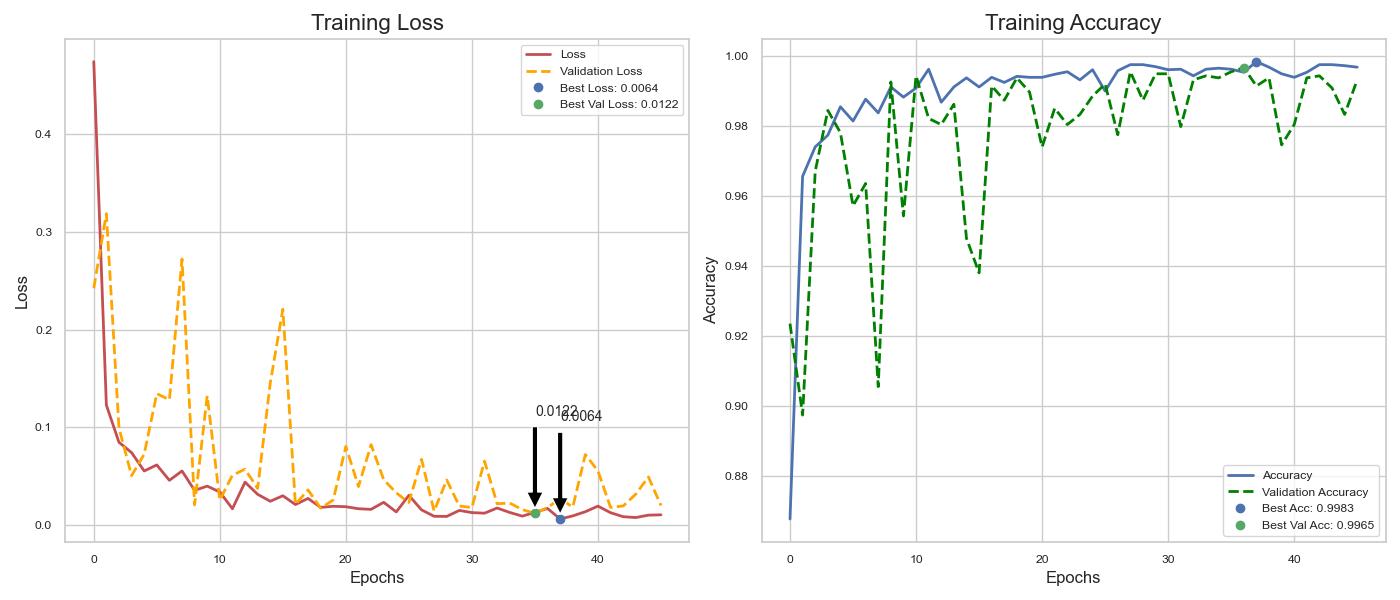 Training Loss
Loss
Validation Loss
Best Loss: 0.0064
Best Val Loss: 0.0122
0.4
0.3
0.2
0.1
0.0
Loss
0.0122
0.0064
0
10
20
30
40
Epochs
Training Accuracy
1.00
0.98
0.96
0.94
0.92
0.90
0.88
Accuracy
Accuracy
Validation Accuracy
Best Acc: 0.9983
Best Val Acc: 0.9965
0
10
20
30
40
Epochs